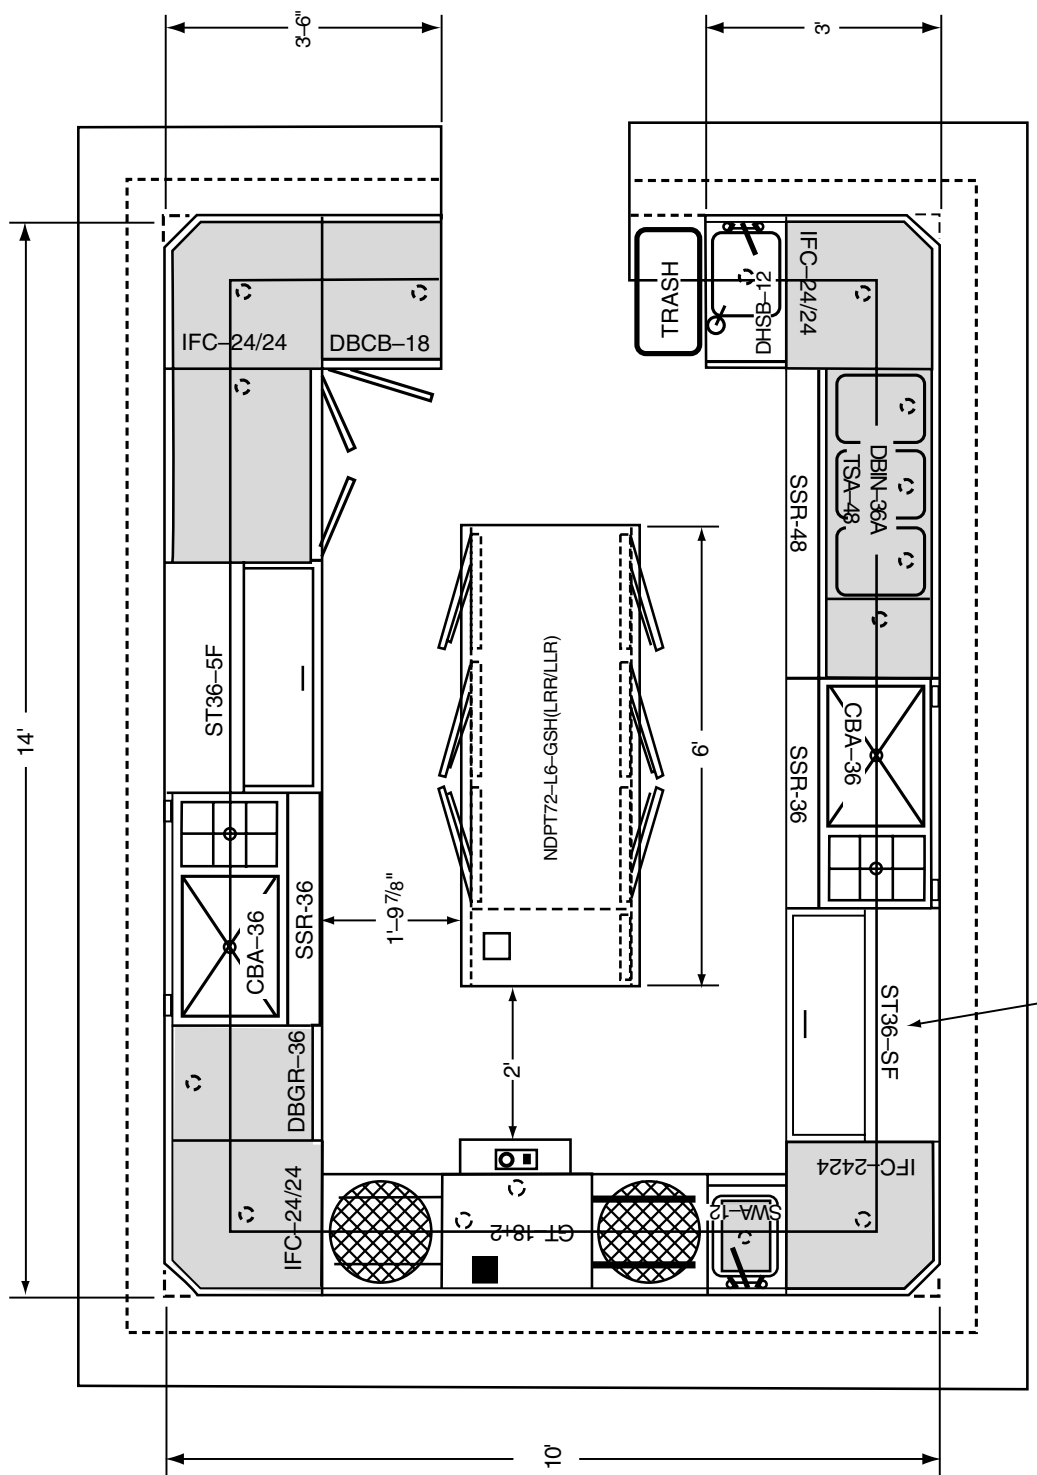 3'–6"
3'
14'
IFC–24/24
DBCB–18
TRASH
DHSB–12
IFC–24/24
SSR-48
TSA–48
DBIN–36A
ST36–5F
NDPT72–L6–GSH(LRR/LLR)
6'
SSR-36
CBA–36
CBA–36
SSR-36
1'–9 7/8"
ST36–SF
DBGR–36
2'
IFC–24/24
GT–18+2
SWA–12
IFC–2424
10'